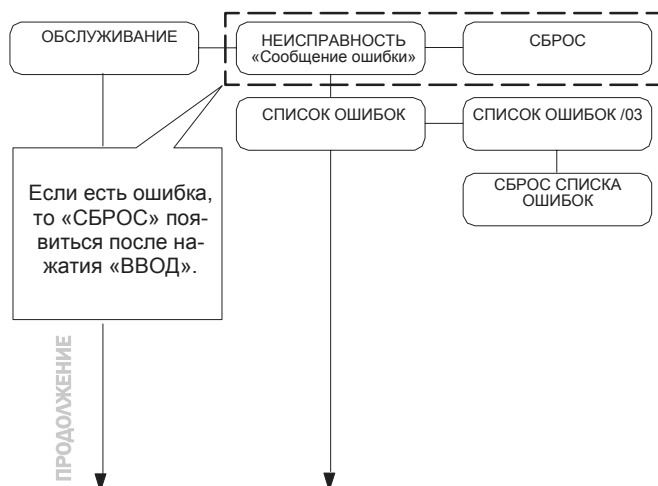 ОБСЛУЖИВАНИЕ
НЕИСПРАВНОСТЬ
«Сообщение ошибки»
СБРОС
СПИСОК ОШИБОК
СПИСОК ОШИБОК /03
СБРОС СПИСКА
ОШИБОК
Если есть ошибка,
то «СБРОС» поя-
виться после на-
жатия «ВВОД».
ПРОДОЛЖЕНИЕ